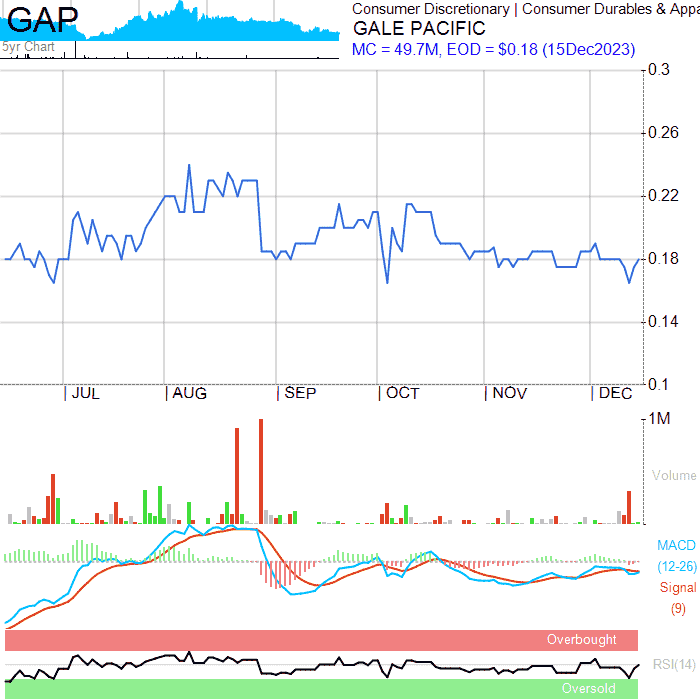 GAP
5yr Chart
Consumer Discretionary | Consumer Durables & Appa
GALE PACIFIC
MC = 49.7M, EOD = $0.18 (15Dec2023)
0.3
0.26
0.22
0.18
0.14
0.1
JUL AUG SEP OCT NOV DEC
1M
Volume
MACD
(12-26)
Signal
(9)
Overbought
RSI(14)
Oversold